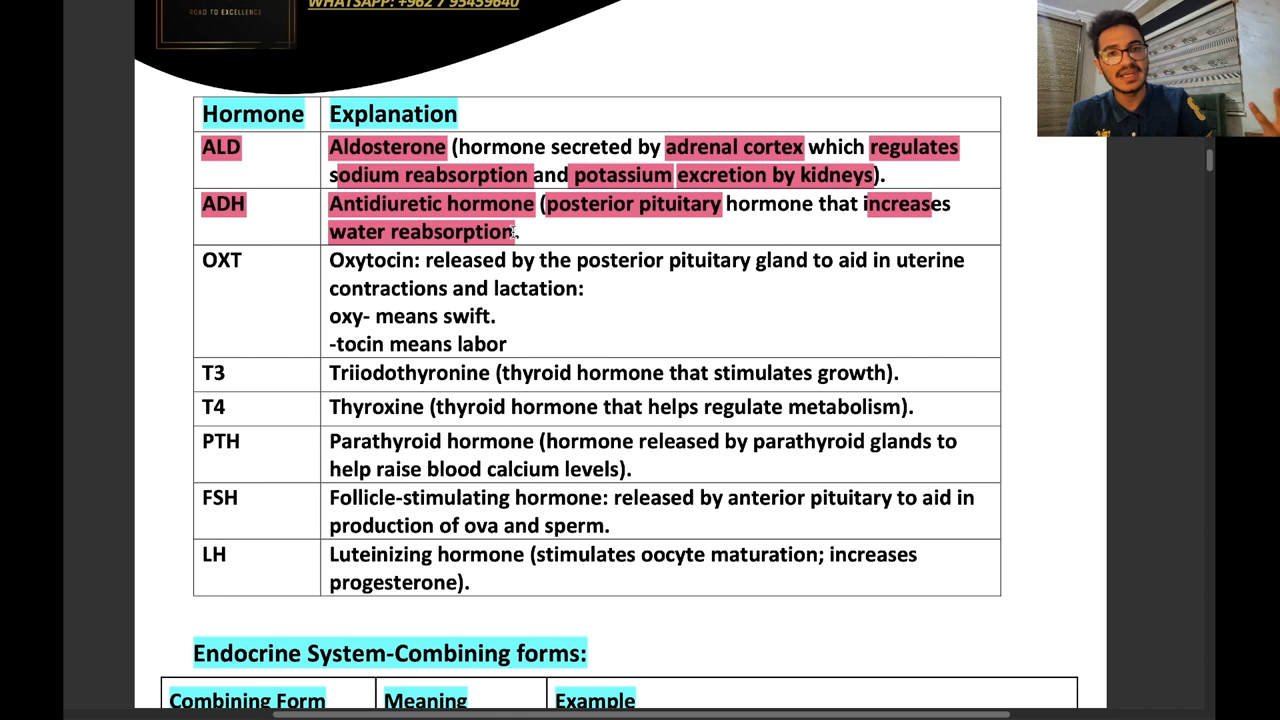 WHATSAPP: +962 7 95459640
ROAD TO EXCELLENCE
Hormone Explanation
ALD Aldosterone (hormone secreted by adrenal cortex which regulates
sodium reabsorption and potassium excretion by kidneys).
ADH Antidiuretic hormone (posterior pituitary hormone that increases
water reabsorption.
OXT Oxytocin: released by the posterior pituitary gland to aid in uterine
contractions and lactation:
oxy- means swift.
-tocin means labor
T3 Triiodothyronine (thyroid hormone that stimulates growth).
T4 Thyroxine (thyroid hormone that helps regulate metabolism).
PTH Parathyroid hormone (hormone released by parathyroid glands to
help raise blood calcium levels).
FSH Follicle-stimulating hormone: released by anterior pituitary to aid in
production of ova and sperm.
LH Luteinizing hormone (stimulates oocyte maturation; increases
progesterone).
Endocrine System-Combining forms:
Combining Form Meaning Example